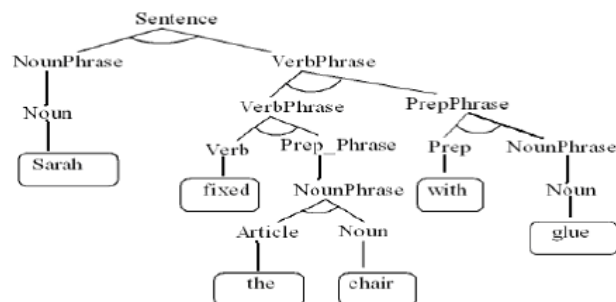 Sentence
NounPhrase VerbPhrase
VerbPhrase PrepPhrase
Noun
Verb Prep_Phrase Prep NounPhrase
Sarah
fixed NounPhrase with Noun
Article Noun glue
the chair